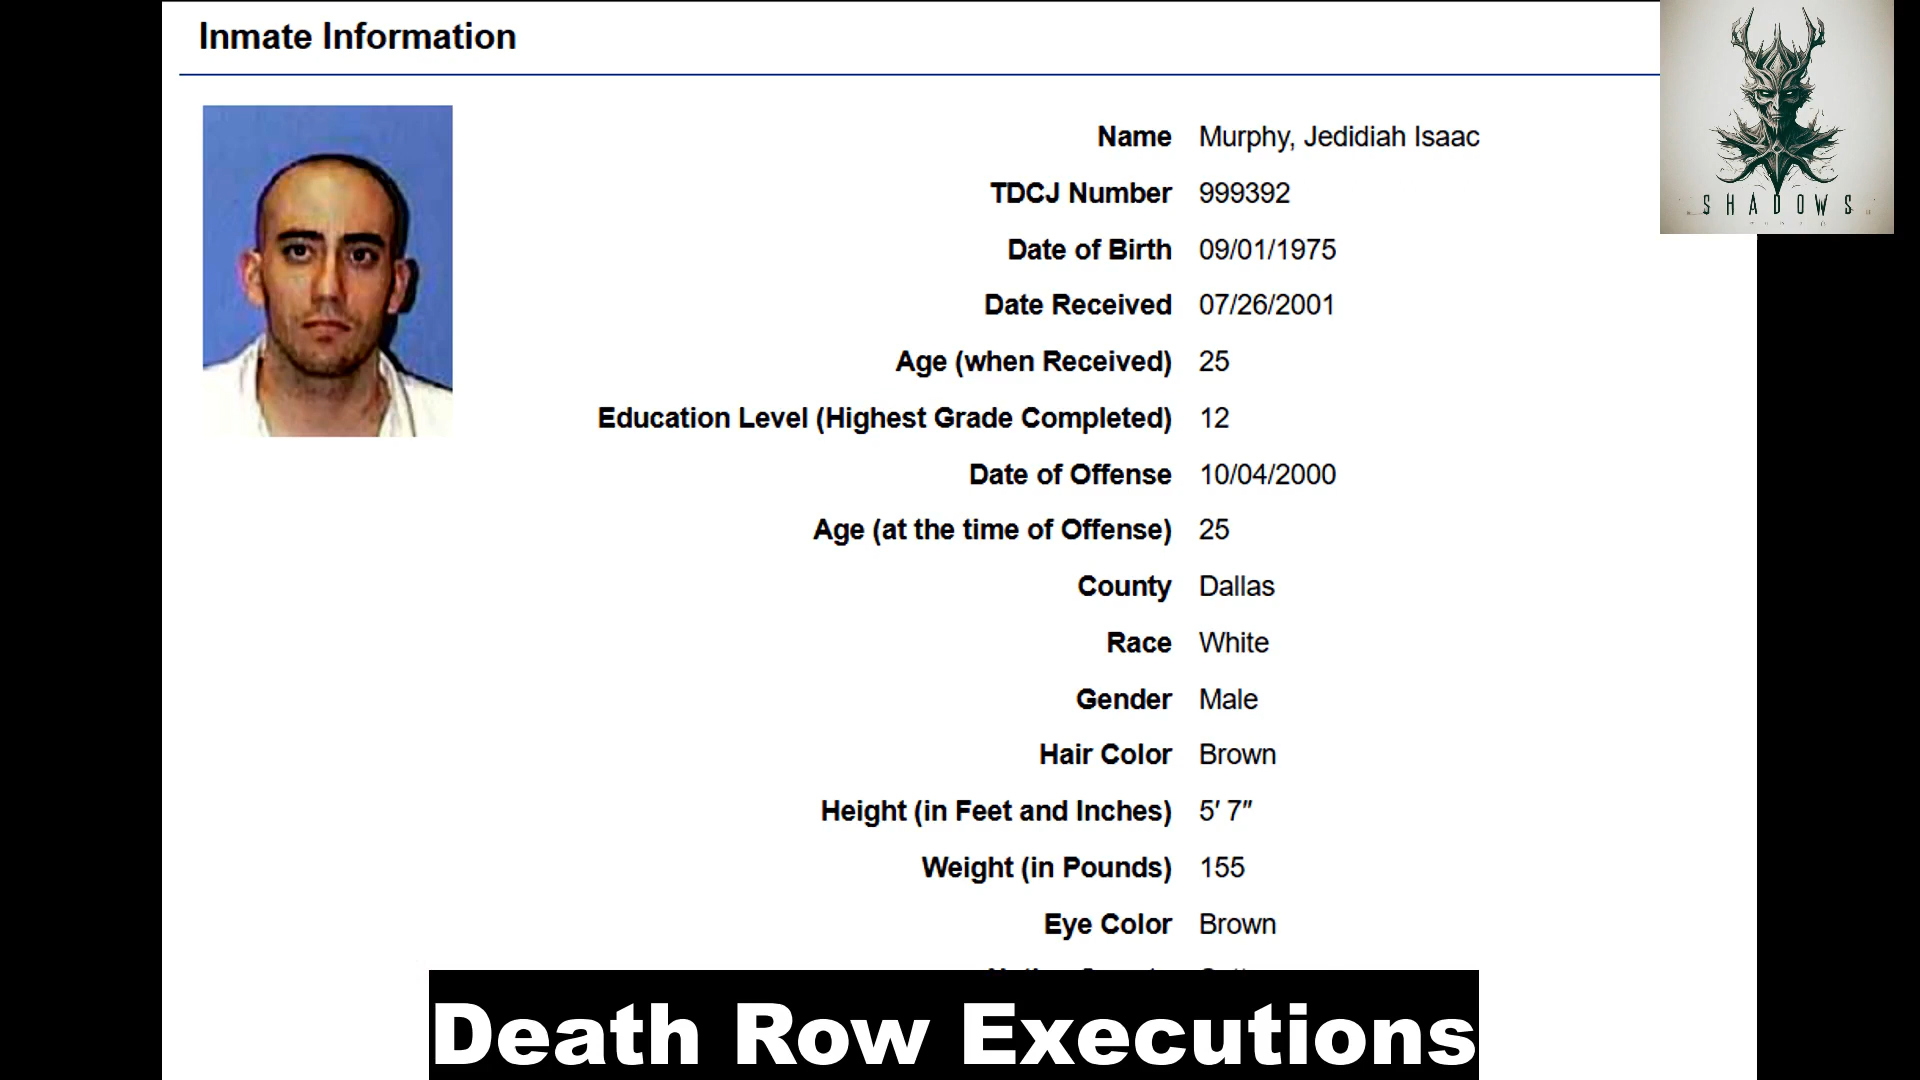 Inmate Information
SHADOWS
Name Murphy, Jedidiah Isaac
TDCJ Number 999392
Date of Birth 09/01/1975
Date Received 07/26/2001
Age (when Received) 25
Education Level (Highest Grade Completed) 12
Date of Offense 10/04/2000
Age (at the time of Offense) 25
County Dallas
Race White
Gender Male
Hair Color Brown
Height (in Feet and Inches) 5′ 7″
Weight (in Pounds) 155
Eye Color Brown
Death Row Executions